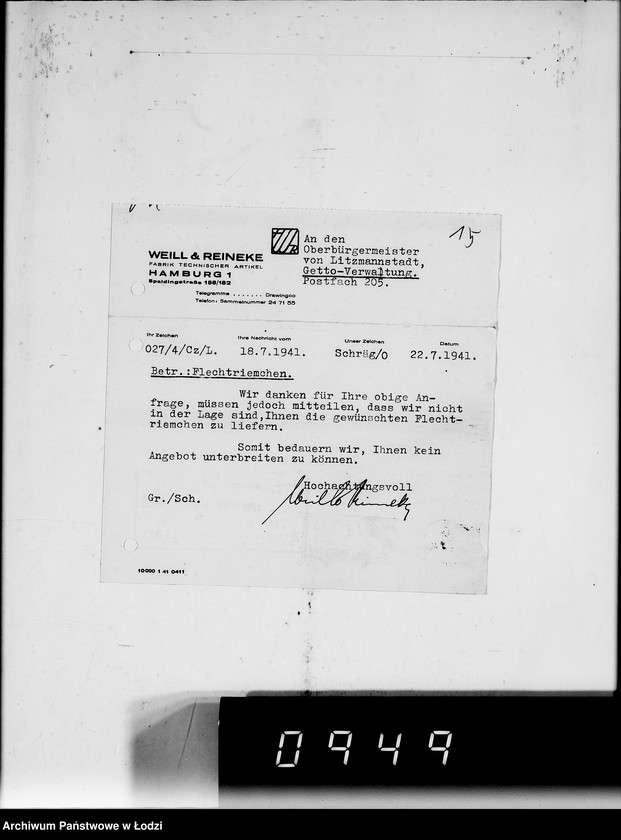 15
WEILL & REINEKE
FABRIK TECHNISCHER ARTIKEL
HAMBURG 1
Spaldingstraße 158/162
Telegramme ....... Drawingco
Telefon: Sammelnummer 24 71 55
An den
Oberbürgermeister
von Litzmannstadt,
Getto-Verwaltung.
Postfach 205.
Ihr Zeichen Ihre Nachricht vom Unser Zeichen Datum
027/4/Cz/L. 18.7.1941. Schräg/O 22.7.1941.
Betr.:Flechtriemchen.
Wir danken für Ihre obige An-
frage, müssen jedoch mitteilen, dass wir nicht
in der Lage sind,Ihnen die gewünschten Flecht-
riemchen zu liefern.
Somit bedauern wir, Ihnen kein
Angebot unterbreiten zu können.
Hochachtungsvoll
Weill & Reineke
Gr./Sch.
10000 1 41 0411
0949
Archiwum Państwowe w Łodzi